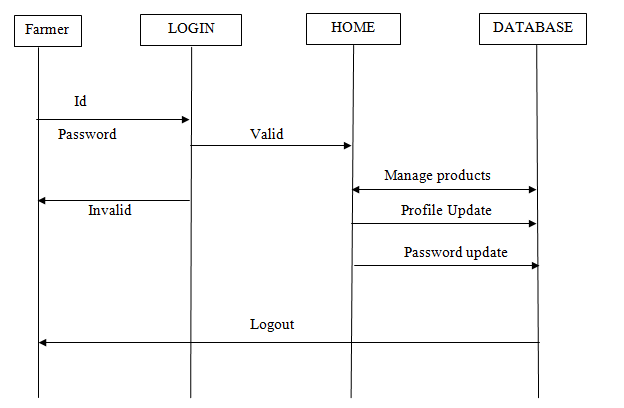 Farmer
LOGIN
HOME
DATABASE
Id
Password
Valid
Manage products
Invalid
Profile Update
Password update
Logout